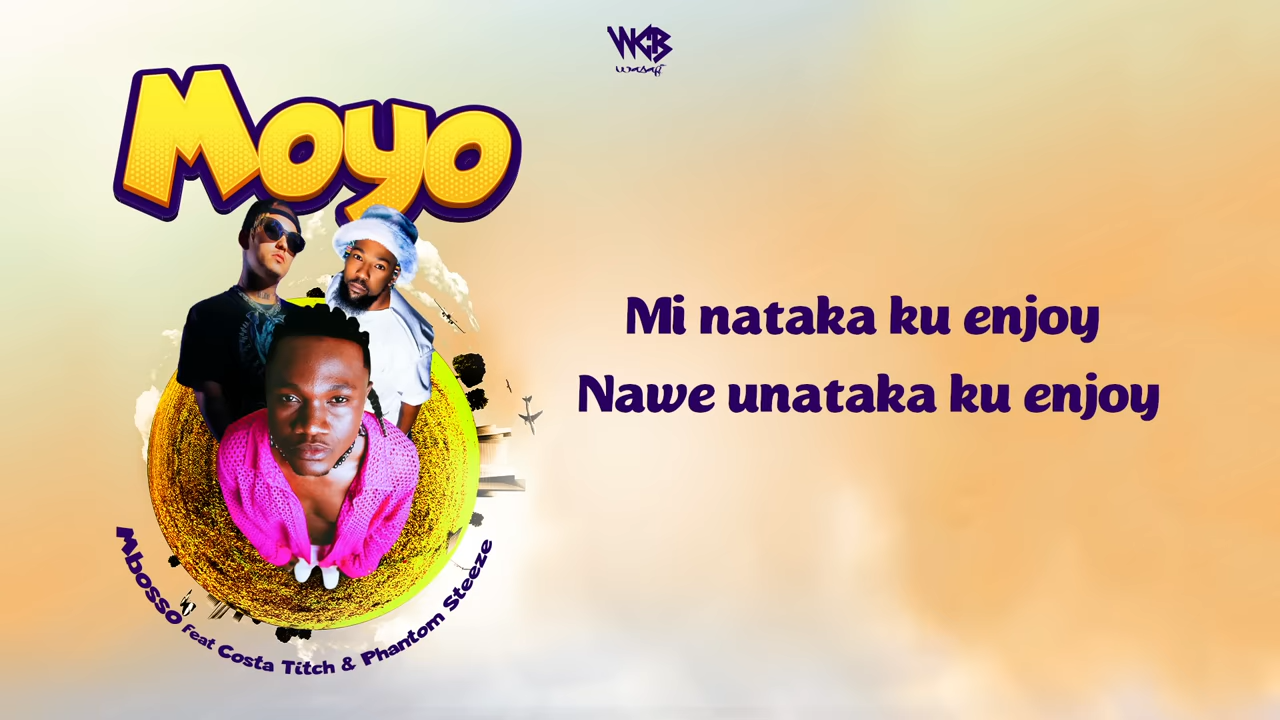 WCB
wasafi
Moyo
Mi nataka ku enjoy
Nawe unataka ku enjoy
Mbosso feat Costa Titch & Phantom Steeze